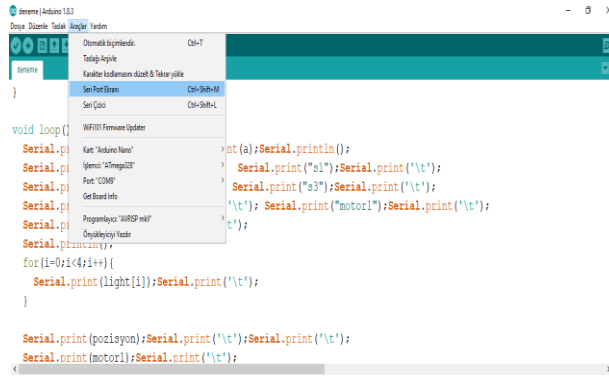 deneme | Arduino 1.8.3
Dosya Düzenle Taslak Araçlar Yardım
Otomatik biçimlendir. Ctrl+T
Taslağı Arşivle
Karakter kodlamasını düzelt & Tekrar yükle
Seri Port Ekranı Ctrl+Shift+M
Seri Çizici Ctrl+Shift+L
WiFi101 Firmware Updater
Kart: "Arduino Nano"
İşlemci: "ATmega328"
Port: "COM9"
Get Board Info
Programlayıcı: "AVRISP mkII"
Önyükleyiciyi Yazdır
deneme
}
void loop()
Serial.p nt(a);Serial.println();
Serial.p Serial.print("s1");Serial.print('\t');
Serial.p Serial.print("s3");Serial.print('\t');
Serial.p '\t'); Serial.print("motor1");Serial.print('\t');
Serial.p t');
Serial.println();
for(i=0;i<4;i++){
Serial.print(light[i]);Serial.print('\t');
}
Serial.print(pozisyon);Serial.print('\t');Serial.print('\t');
Serial.print(motor1);Serial.print('\t');